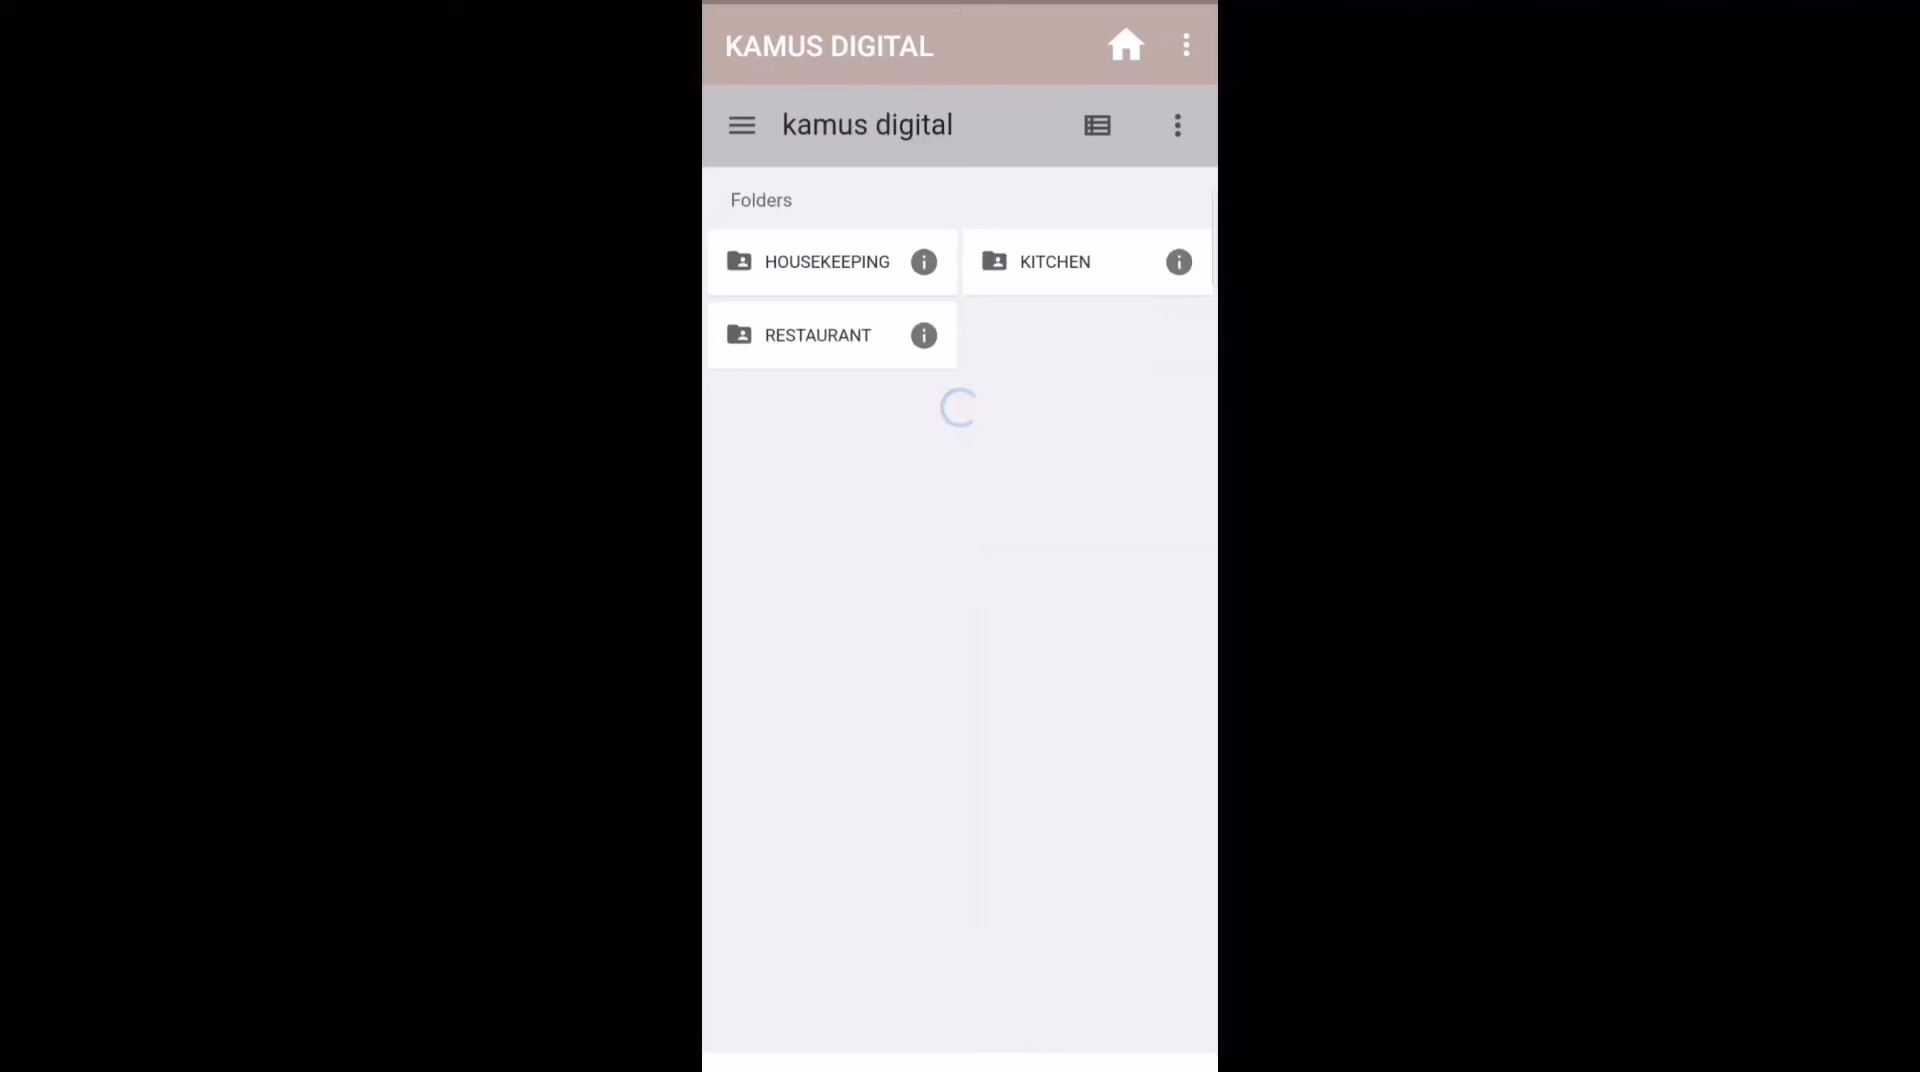 KAMUS DIGITAL
kamus digital
Folders
HOUSEKEEPING
KITCHEN
RESTAURANT